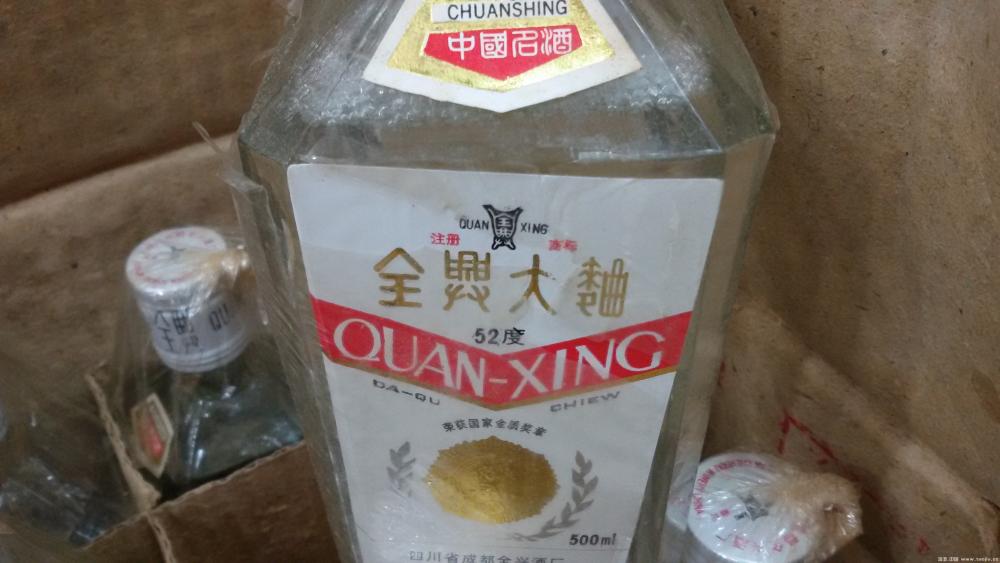 CHUANSHING
中國名酒
QUAN XING
注册 商标
全興大麯
52度
QUAN-XING
DA-QU CHIEW
荣获国家金质奖章
500ml
四川省成都全兴酒厂